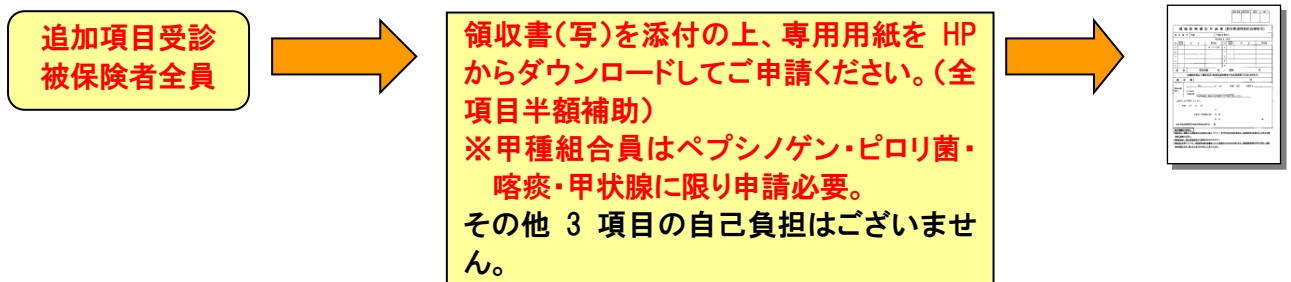 追加項目受診
被保険者全員
領収書(写)を添付の上、専用用紙を HP
からダウンロードしてご申請ください。(全
項目半額補助)
※甲種組合員はペプシノゲン・ピロリ菌・
喀痰・甲状腺に限り申請必要。
その他 3 項目の自己負担はございませ
ん。